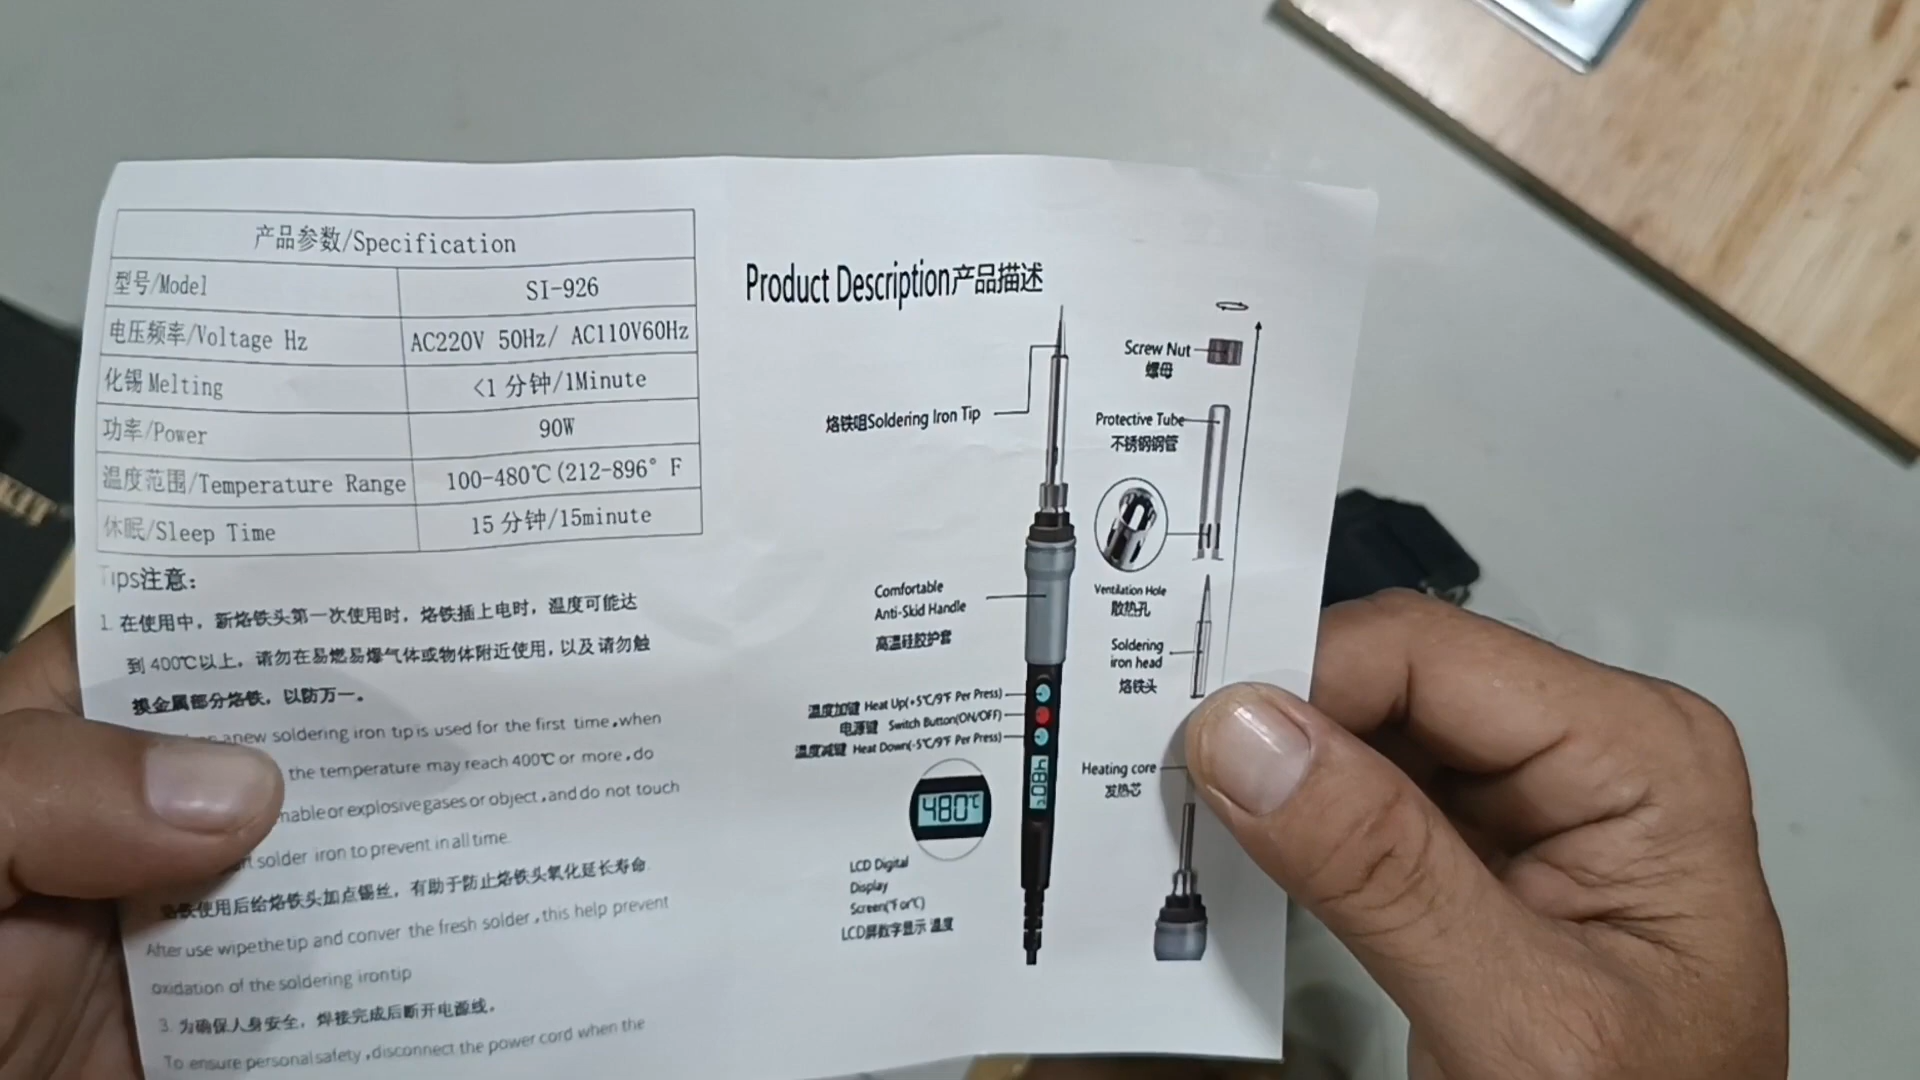 产品参数/Specification
型号/Model SI-926
电压频率/Voltage Hz AC220V 50Hz/ AC110V60Hz
化锡 Melting <1 分钟/1Minute
功率/Power 90W
温度范围/Temperature Range 100-480℃(212-896° F
休眠/Sleep Time 15 分钟/15minute
Tips注意:
1. 在使用中，新烙铁头第一次使用时，烙铁插上电时，温度可能达
到 400℃以上，请勿在易燃易爆气体或物体附近使用，以及请勿触
摸金属部分烙铁，以防万一。
anew soldering iron tip is used for the first time,when
the temperature may reach 400℃ or more,do
or explosive gases or object,and do not touch
solder iron to prevent in all time.
使用后给烙铁头加点锡丝，有助于防止烙铁头氧化延长寿命.
After use wipe the tip and conver the fresh solder,this help prevent
oxidation of the soldering iron tip
3. 为确保人身安全，焊接完成后断开电源线。
To ensure personal safety,disconnect the power cord when the
Product Description产品描述
烙铁咀Soldering Iron Tip
Comfortable
Anti-Skid Handle
高温硅胶护套
温度加键 Heat Up(+5℃/9℉ Per Press)
电源键 Switch Button(ON/OFF)
温度减键 Heat Down(-5℃/9℉ Per Press)
480℃
480℃
LCD Digital
Display
Screen(℉or℃)
LCD屏数字显示 温度
Screw Nut
螺母
Protective Tube
不锈钢钢管
Ventilation Hole
散热孔
Soldering
iron head
烙铁头
Heating core
发热芯